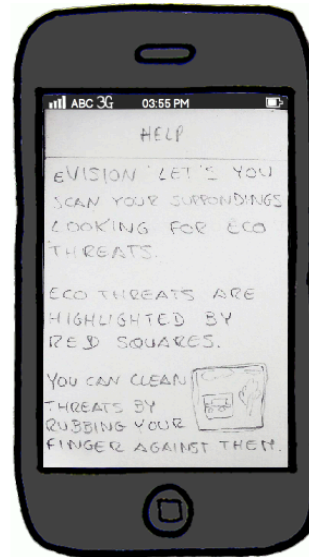 ABC 3G 03:55 PM
HELP
EVISION LET'S YOU
SCAN YOUR SURRONDINGS
LOOKING FOR ECO
THREATS.
ECO THREATS ARE
HIGHLIGHTED BY
RED SQUARES.
YOU CAN CLEAN
THREATS BY
RUBBING YOUR
FINGER AGAINST THEM.